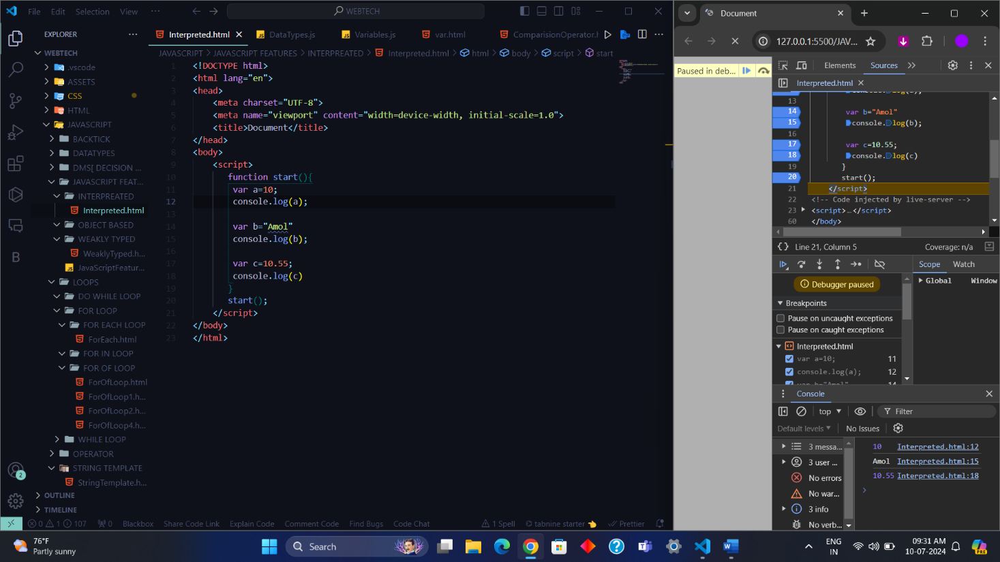 File Edit Selection View ··· WEBTECH
EXPLORER
WEBTECH
.vscode
ASSETS
CSS
HTML
JAVASCRIPT
BACKTICK
DATATYPES
DMS[ DECISION ...
JAVASCRIPT FEAT...
INTERPREATED
Interpreted.html
OBJECT BASED
WEAKLY TYPED
WeaklyTyped.h...
JavaScriptFeatur...
LOOPS
DO WHILE LOOP
FOR LOOP
FOR EACH LOOP
ForEach.html
FOR IN LOOP
FOR OF LOOP
ForOfLoop.html
ForOfLoop1.h...
ForOfLoop2.h...
ForOfLoop4.h...
WHILE LOOP
OPERATOR
STRING TEMPLATE
StringTemplate.h...
OUTLINE
TIMELINE
2
Interpreted.html DataTypes.js Variables.js var.html ComparisionOperator.h
JAVASCRIPT > JAVASCRIPT FEATURES > INTERPREATED > Interpreted.html > html > body > script > start
1 <!DOCTYPE html>
2 <html lang="en">
3 <head>
4 <meta charset="UTF-8">
5 <meta name="viewport" content="width=device-width, initial-scale=1.0">
6 <title>Document</title>
7 </head>
8 <body>
9 <script>
10 function start(){
11 var a=10;
12 console.log(a);
13
14 var b="Amol"
15 console.log(b);
16
17 var c=10.55;
18 console.log(c)
19 }
20 start();
21 </script>
22 </body>
23 </html>
0 1 107 0 Blackbox Share Code Link Explain Code Comment Code Find Bugs Code Chat 1 Spell tabnine starter Prettier
Document
127.0.0.1:5500/JAV...
Paused in deb...
Elements Sources
Interpreted.html
13
14 var b="Amol"
15 console.log(b);
16
17 var c=10.55;
18 console.log(c)
19 }
20 start();
21 </script>
22 <!-- Code injected by live-server -->
23 <script>…</script>
60 </body>
{ } Line 21, Column 5 Coverage: n/a
Scope Watch
Debugger paused
Global Window
Breakpoints
Pause on uncaught exceptions
Pause on caught exceptions
Interpreted.html
var a=10; 11
console.log(a); 12
var b="Amol" 14
Console
top Filter
Default levels No Issues
3 messa...
3 user ...
No errors
No war...
3 info
No verb...
10 Interpreted.html:12
Amol Interpreted.html:15
10.55 Interpreted.html:18
76°F
Partly sunny
Search
ENG
IN
09:31 AM
10-07-2024
PRE